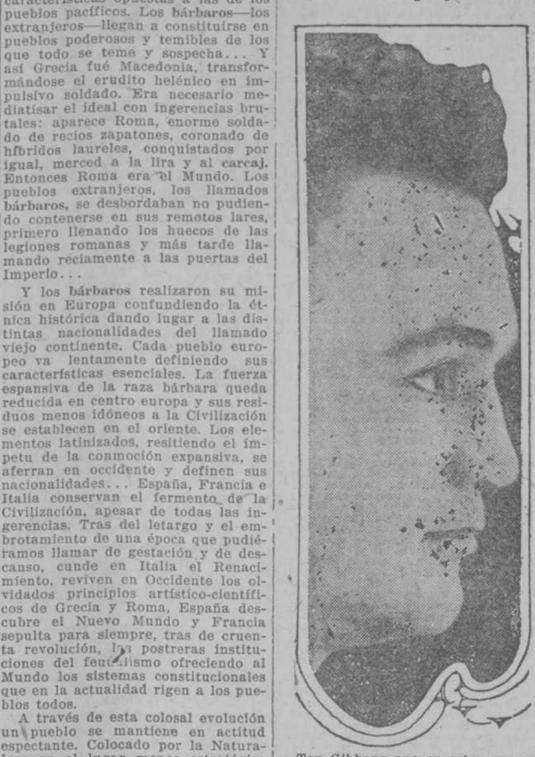 características opuestas a las de los
pueblos pacíficos. Los bárbaros—los
extranjeros—llegan a constituirse en
pueblos poderosos y temibles de los
que todo se teme y sospecha... Y
así Grecia fué Macedonia, transfor-
mándose el erudito helénico en im-
pulsivo soldado. Era necesario me-
diatisar el ideal con ingerencias bru-
tales: aparece Roma, enorme solda-
do de recios zapatones, coronado de
híbridos laureles, conquistados por
igual, merced a la lira y al carcaj.
Entonces Roma era el Mundo. Los
pueblos extranjeros, los llamados
bárbaros, se desbordaban no pudien-
do contenerse en sus remotos lares,
primero llenando los huecos de las
legiones romanas y más tarde lla-
mando reciamente a las puertas del
Imperio...
Y los bárbaros realizaron su mi-
sión en Europa confundiendo la ét-
nica histórica dando lugar a las dis-
tintas nacionalidades del llamado
viejo continente. Cada pueblo euro-
peo va lentamente definiendo sus
características esenciales. La fuerza
espansiva de la raza bárbara queda
reducida en centro europa y sus resi-
duos menos idóneos a la Civilización
se establecen en el oriente. Los ele-
mentos latinizados, resitiendo el ím-
petu de la conmoción expansiva, se
aferran en occidente y definen sus
nacionalidades... España, Francia e
Italia conservan el fermento de la
Civilización, apesar de todas las in-
gerencias. Tras del letargo y el em-
brotamiento de una época que pudié-
ramos llamar de gestación y de des-
canso, cunde en Italia el Renaci-
miento, reviven en Occidente los ol-
vidados principios artístico-científi-
cos de Grecia y Roma, España des-
cubre el Nuevo Mundo y Francia
sepulta para siempre, tras de cruen-
ta revolución, las postreras institu-
ciones del feudalismo ofreciendo al
Mundo los sistemas constitucionales
que en la actualidad rigen a los pue-
blos todos.
A través de esta colosal evolución
un pueblo se mantiene en actitud
espectante. Colocado por la Natura-